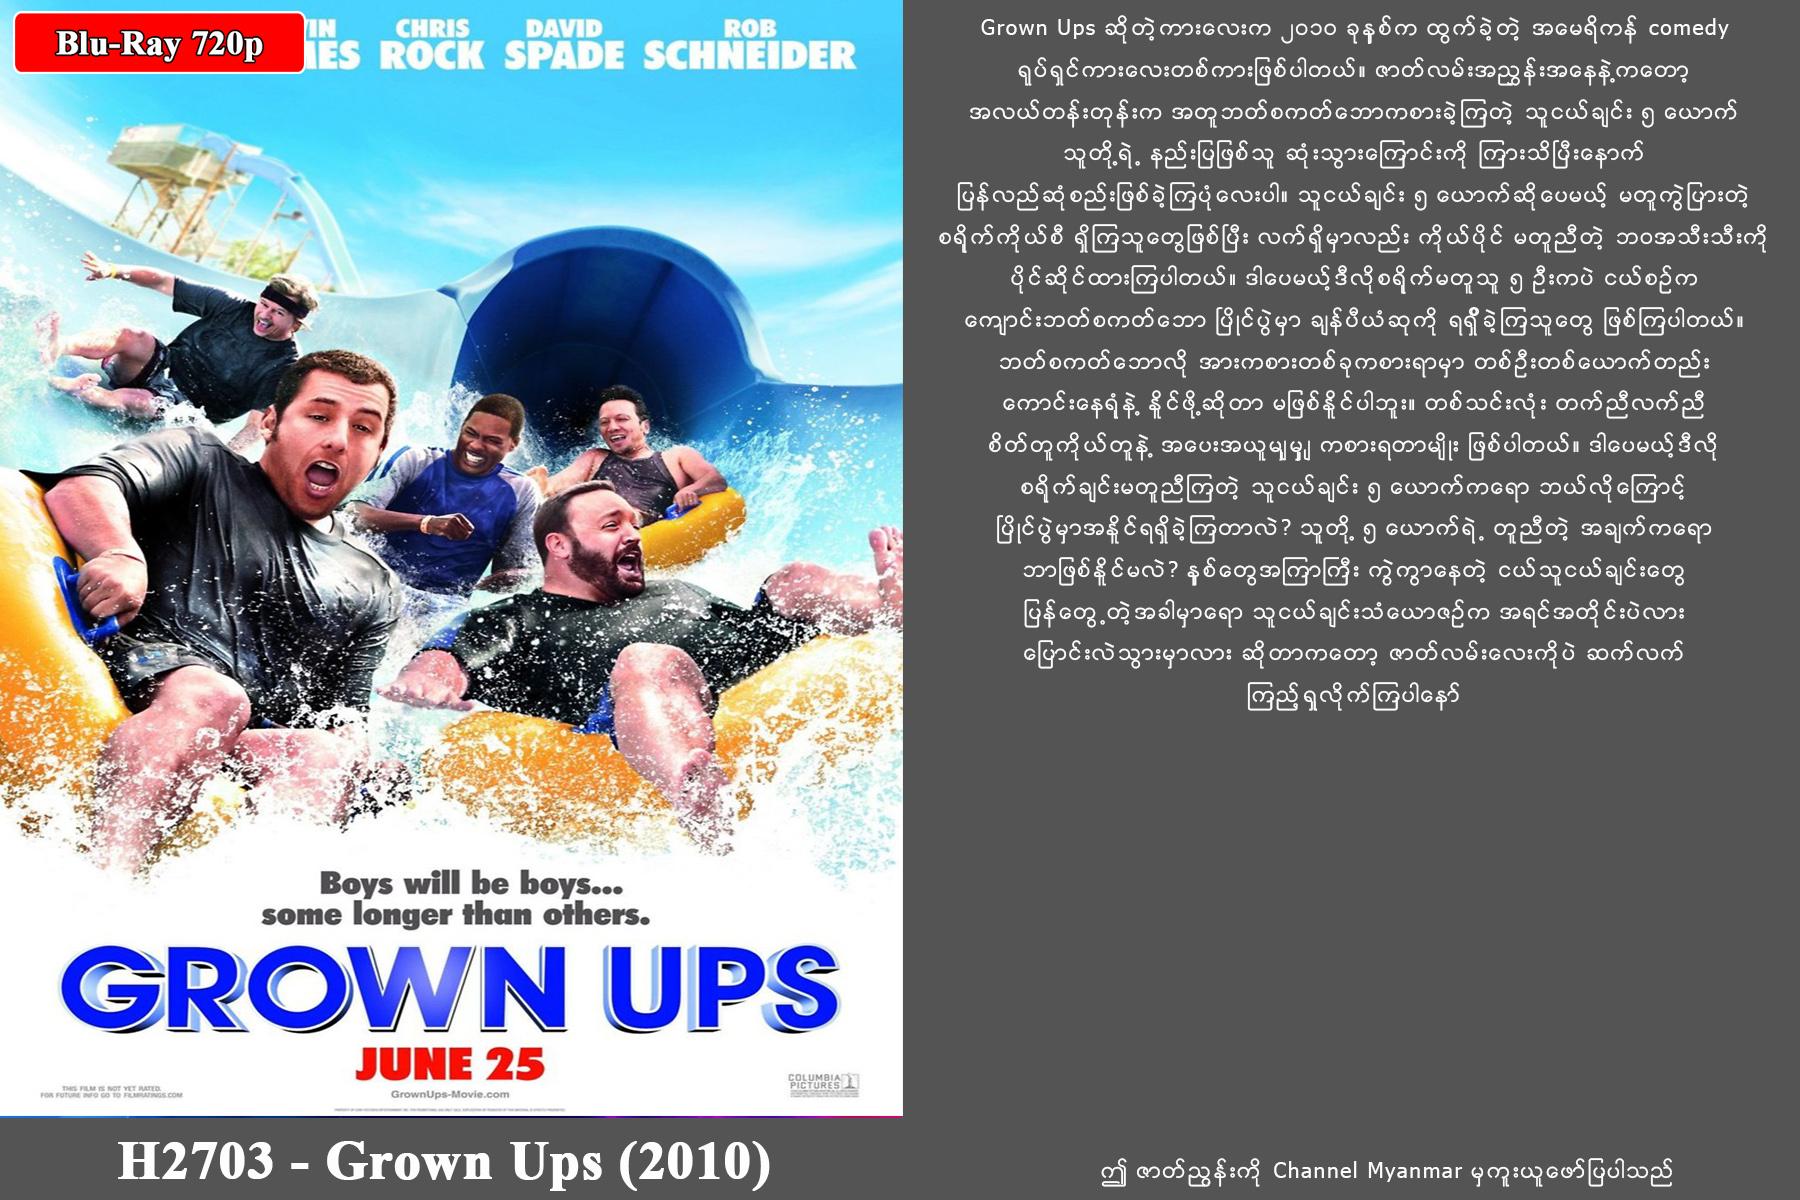 Blu-Ray 720p
CHRIS ROCK
DAVID SPADE
ROB SCHNEIDER
Boys will be boys...
some longer than others.
GROWN UPS
JUNE 25
THIS FILM IS NOT YET RATED.
FOR FUTURE INFO GO TO FILMRATINGS.COM
GrownUps-Movie.com
COLUMBIA
PICTURES
H2703 - Grown Ups (2010)
Grown Ups ဆိုတဲ့ကားလေးက ၂၀၁၀ ခုနှစ်က ထွက်ခဲ့တဲ့ အမေရိကန် comedy
ရုပ်ရှင်ကားလေးတစ်ကားဖြစ်ပါတယ်။ ဇာတ်လမ်းအညွှန်းအနေနဲ့ကတော့
အလယ်တန်းတုန်းက အတူဘတ်စကတ်ဘောကစားခဲ့ကြတဲ့ သူငယ်ချင်း ၅ ယောက်
သူတို့ရဲ့ နည်းပြဖြစ်သူ ဆုံးသွားကြောင်းကို ကြားသိပြီးနောက်
ပြန်လည်ဆုံစည်းဖြစ်ခဲ့ကြပုံလေးပါ။ သူငယ်ချင်း ၅ ယောက်ဆိုပေမယ့် မတူကွဲပြားတဲ့
စရိုက်ကိုယ်စီ ရှိကြသူတွေဖြစ်ပြီး လက်ရှိမှာလည်း ကိုယ်ပိုင် မတူညီတဲ့ ဘဝအသီးသီးကို
ပိုင်ဆိုင်ထားကြပါတယ်။ ဒါပေမယ့်ဒီလိုစရိုက်မတူသူ ၅ ဦးကပဲ ငယ်စဉ်က
ကျောင်းဘတ်စကတ်ဘော ပြိုင်ပွဲမှာ ချန်ပီယံဆုကို ရရှိခဲ့ကြသူတွေ ဖြစ်ကြပါတယ်။
ဘတ်စကတ်ဘောလို အားကစားတစ်ခုကစားရာမှာ တစ်ဦးတစ်ယောက်တည်း
ကောင်းနေရုံနဲ့ နိုင်ဖို့ဆိုတာ မဖြစ်နိုင်ပါဘူး။ တစ်သင်းလုံး တက်ညီလက်ညီ
စိတ်တူကိုယ်တူနဲ့ အပေးအယူမျှမျှ ကစားရတာမျိုး ဖြစ်ပါတယ်။ ဒါပေမယ့်ဒီလို
စရိုက်ချင်းမတူညီကြတဲ့ သူငယ်ချင်း ၅ ယောက်ကရော ဘယ်လိုကြောင့်
ပြိုင်ပွဲမှာအနိုင်ရရှိခဲ့ကြတာလဲ? သူတို့ ၅ ယောက်ရဲ့ တူညီတဲ့ အချက်ကရော
ဘာဖြစ်နိုင်မလဲ? နှစ်တွေအကြာကြီး ကွဲကွာနေတဲ့ ငယ်သူငယ်ချင်းတွေ
ပြန်တွေ့တဲ့အခါမှာရော သူငယ်ချင်းသံယောဇဉ်က အရင်အတိုင်းပဲလား
ပြောင်းလဲသွားမှာလား ဆိုတာကတော့ ဇာတ်လမ်းလေးကိုပဲ ဆက်လက်
ကြည့်ရှုလိုက်ကြပါနော်
ဤ ဇာတ်ညွှန်းကို Channel Myanmar မှကူးယူဖော်ပြပါသည်